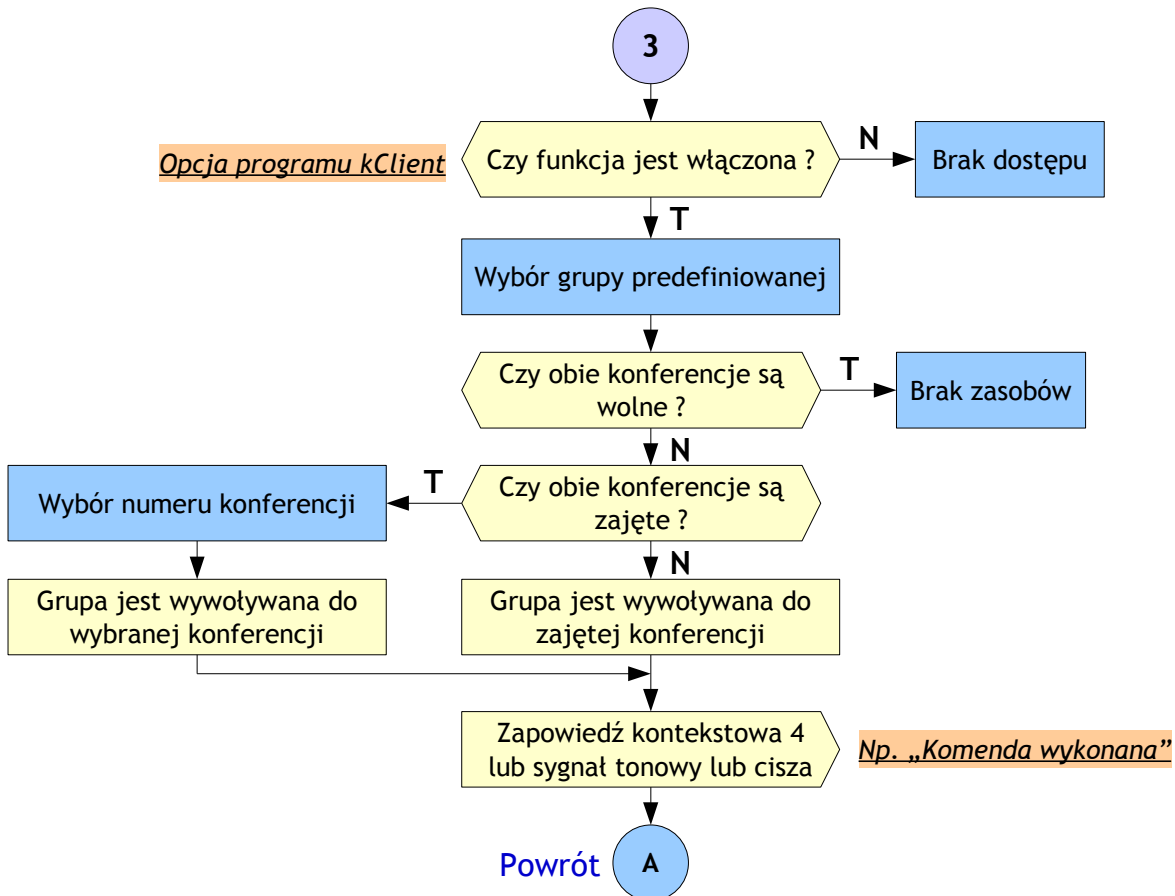 3
Opcja programu kClient
Czy funkcja jest włączona ?
N
Brak dostępu
T
Wybór grupy predefiniowanej
Czy obie konferencje są
wolne ?
T
Brak zasobów
N
Wybór numeru konferencji
T
Czy obie konferencje są
zajęte ?
N
Grupa jest wywoływana do
wybranej konferencji
Grupa jest wywoływana do
zajętej konferencji
Zapowiedź kontekstowa 4
lub sygnał tonowy lub cisza
Np. „Komenda wykonana”
Powrót
A